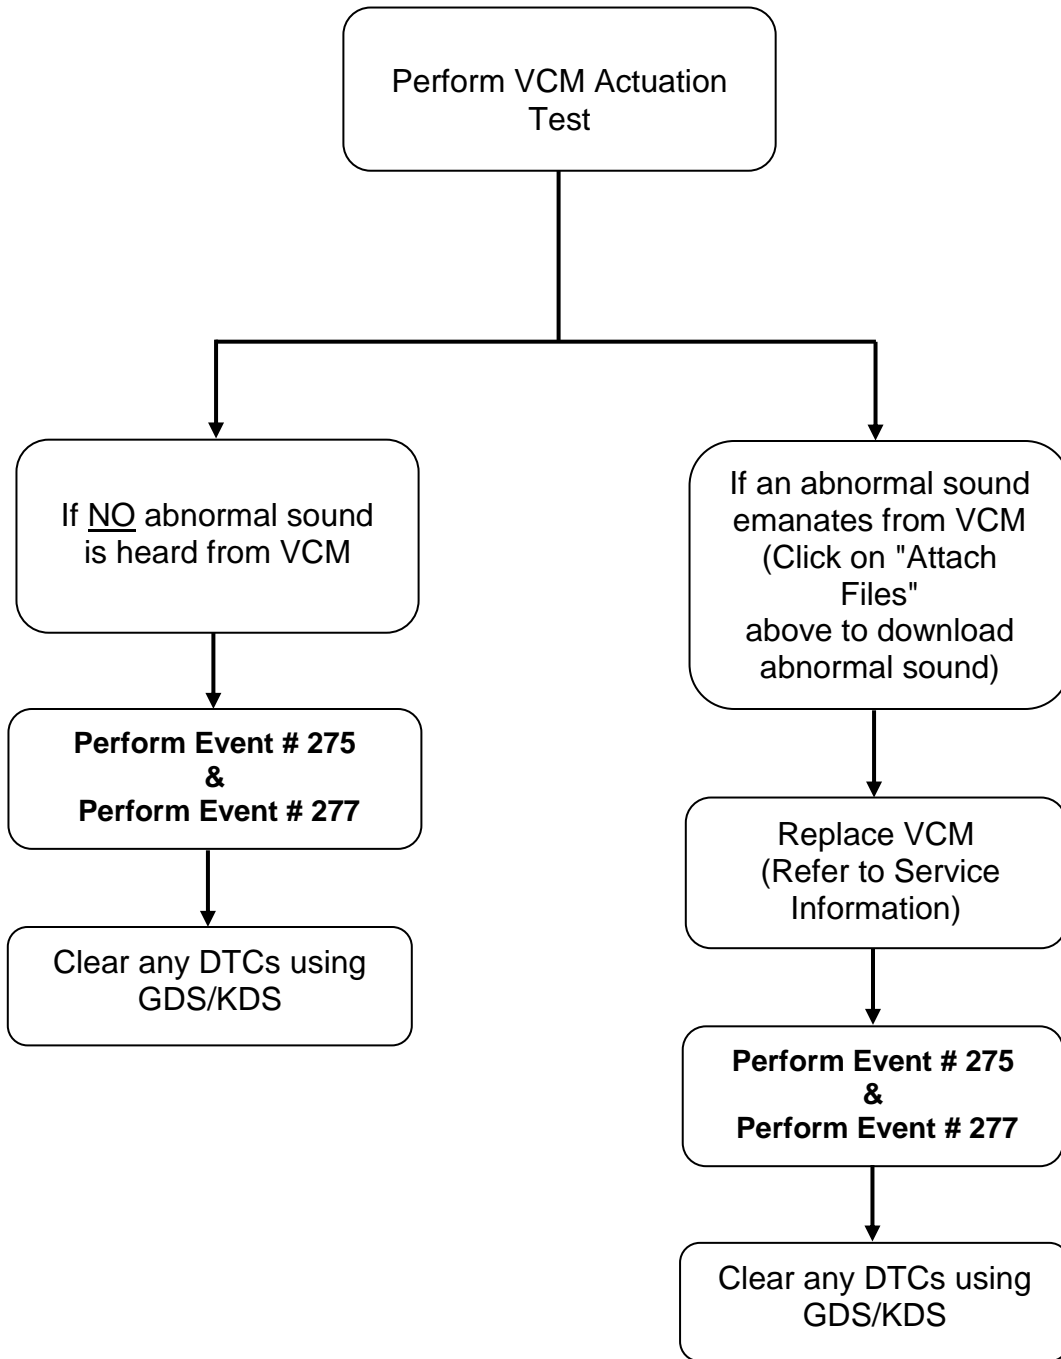 Perform VCM Actuation
Test
If NO abnormal sound
is heard from VCM
Perform Event # 275
&
Perform Event # 277
Clear any DTCs using
GDS/KDS
If an abnormal sound
emanates from VCM
(Click on "Attach
Files"
above to download
abnormal sound)
Replace VCM
(Refer to Service
Information)
Perform Event # 275
&
Perform Event # 277
Clear any DTCs using
GDS/KDS